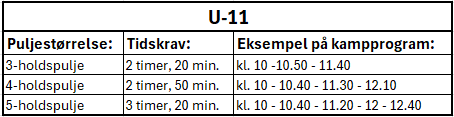 U-11
Puljestørrelse: Tidskrav: Eksempel på kampprogram:
3-holdspulje 2 timer, 20 min. kl. 10 -10.50 - 11.40
4-holdspulje 2 timer, 50 min. kl. 10 - 10.40 - 11.30 - 12.10
5-holdspulje 3 timer, 20 min. kl. 10 - 10.40 - 11.20 - 12 - 12.40